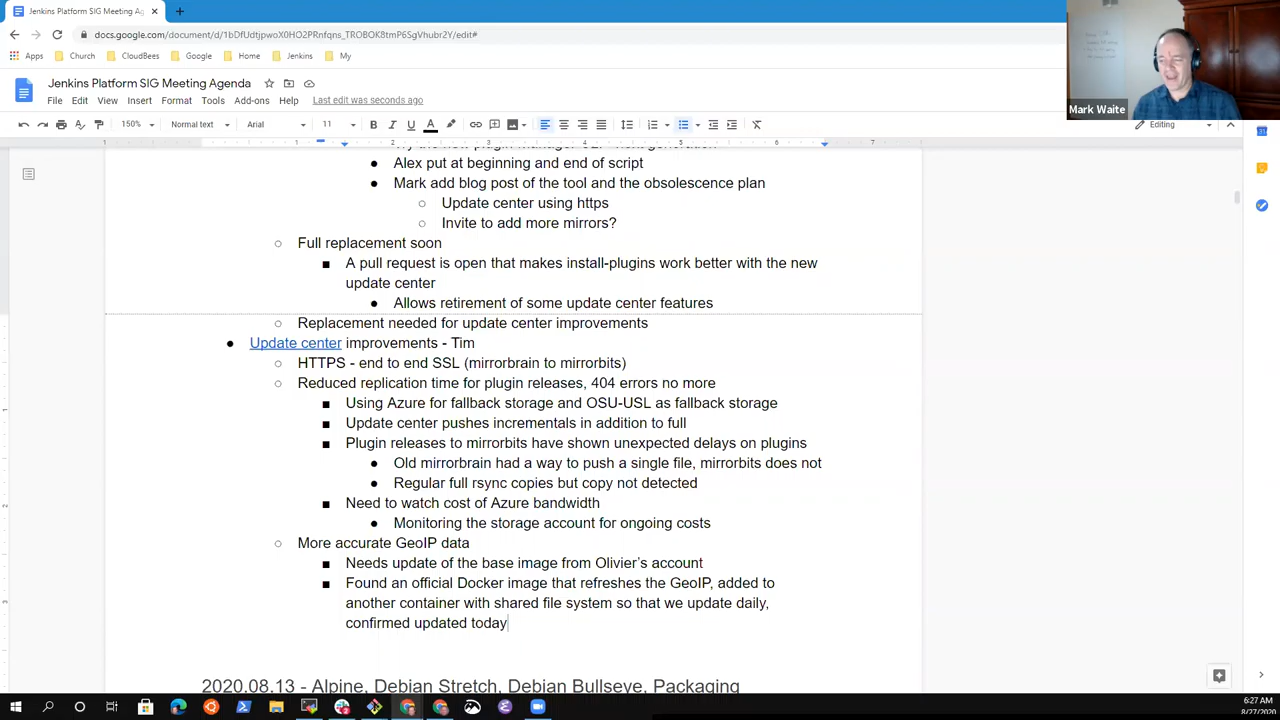 Jenkins Platform SIG Meeting Ag
docs.google.com/document/d/1bDfUdtjpwoX0HO2PRnfqns_TROBOK8tmP6SgVhubr2Y/edit#
Apps Church CloudBees Google Home Jenkins My
Jenkins Platform SIG Meeting Agenda
File Edit View Insert Format Tools Add-ons Help Last edit was seconds ago
150% Normal text Arial 11 B I U A Editing
Mark Waite
1 1 2 3 4 5 6 7
Alex put at beginning and end of script
Mark add blog post of the tool and the obsolescence plan
Update center using https
Invite to add more mirrors?
Full replacement soon
A pull request is open that makes install-plugins work better with the new
update center
Allows retirement of some update center features
Replacement needed for update center improvements
Update center improvements - Tim
HTTPS - end to end SSL (mirrorbrain to mirrorbits)
Reduced replication time for plugin releases, 404 errors no more
Using Azure for fallback storage and OSU-USL as fallback storage
Update center pushes incrementals in addition to full
Plugin releases to mirrorbits have shown unexpected delays on plugins
Old mirrorbrain had a way to push a single file, mirrorbits does not
Regular full rsync copies but copy not detected
Need to watch cost of Azure bandwidth
Monitoring the storage account for ongoing costs
More accurate GeoIP data
Needs update of the base image from Olivier's account
Found an official Docker image that refreshes the GeoIP, added to
another container with shared file system so that we update daily,
confirmed updated today
2020.08.13 - Alpine, Debian Stretch, Debian Bullseye, Packaging
6:27 AM
8/27/2020